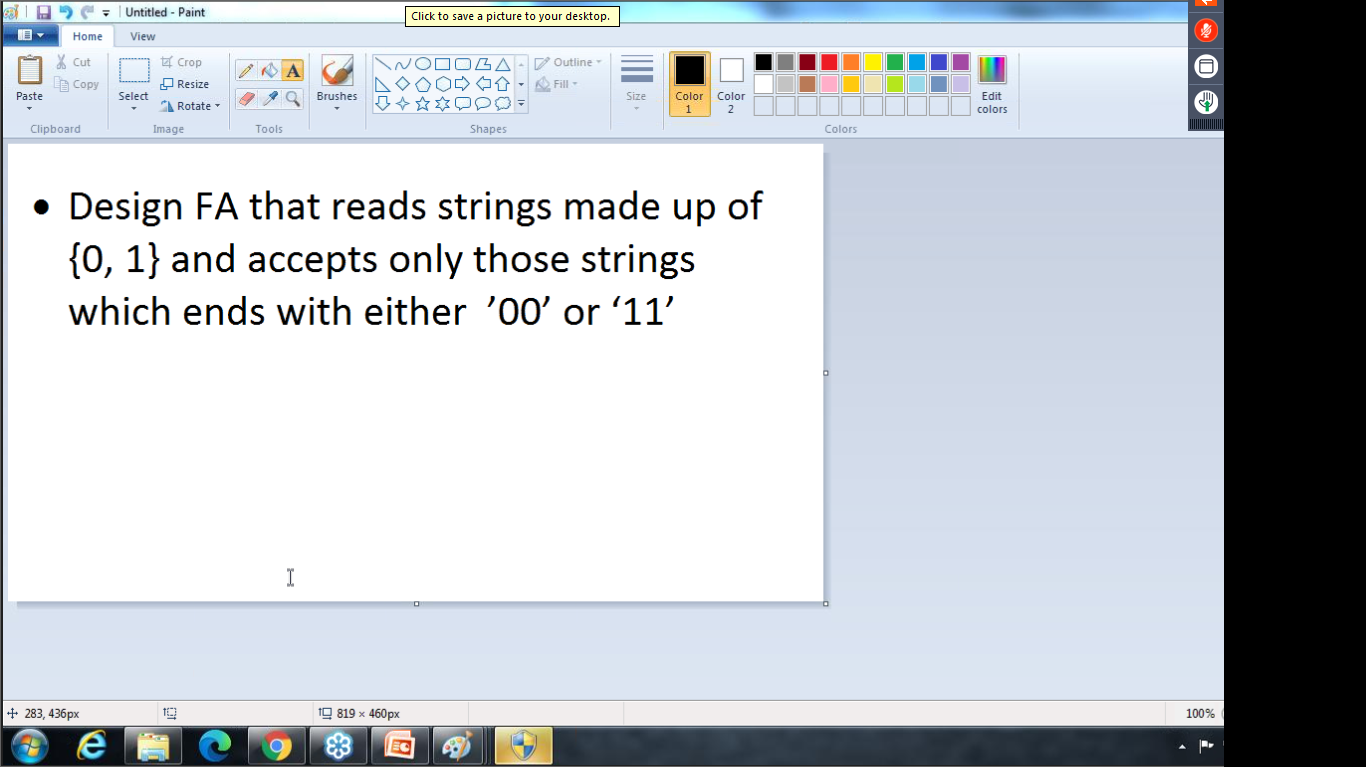 Untitled - Paint
Click to save a picture to your desktop.
Home View
Paste
Cut
Copy
Clipboard
Select
Crop
Resize
Rotate
Image
A
Tools
Brushes
Shapes
Outline
Fill
Size
Color 1
Color 2
Edit colors
Colors
• Design FA that reads strings made up of
{0, 1} and accepts only those strings
which ends with either ’00’ or ‘11’
283, 436px
819 × 460px
100%